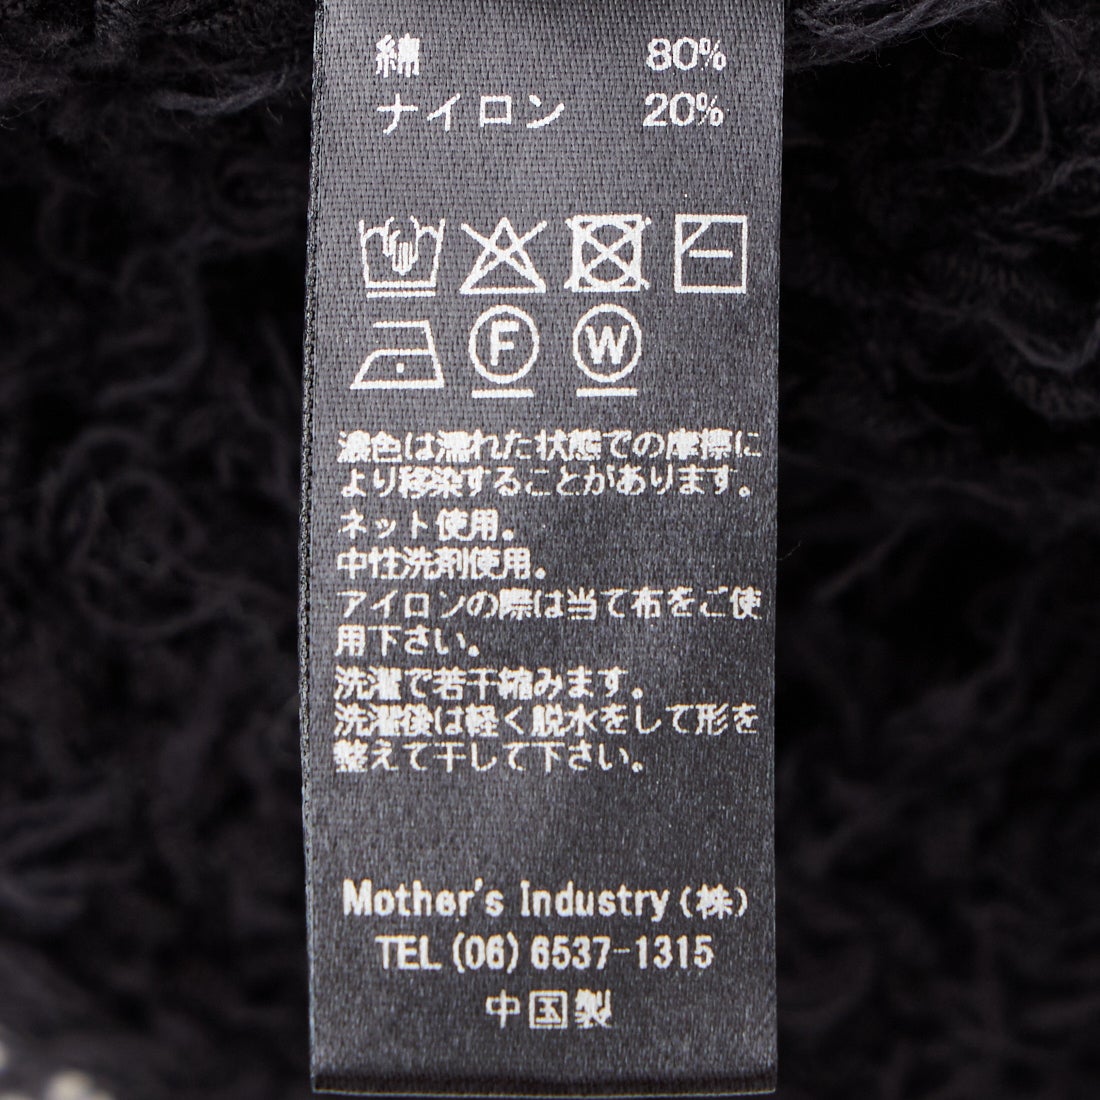 綿 80%
ナイロン 20%
F W
濃色は濡れた状態での摩擦に
より移染することがあります。
ネット使用。
中性洗剤使用。
アイロンの際は当て布をご使
用下さい。
洗濯で若干縮みます。
洗濯後は軽く脱水をして形を
整えて干して下さい。
Mother's Industry(株)
TEL(06)6537-1315
中国製